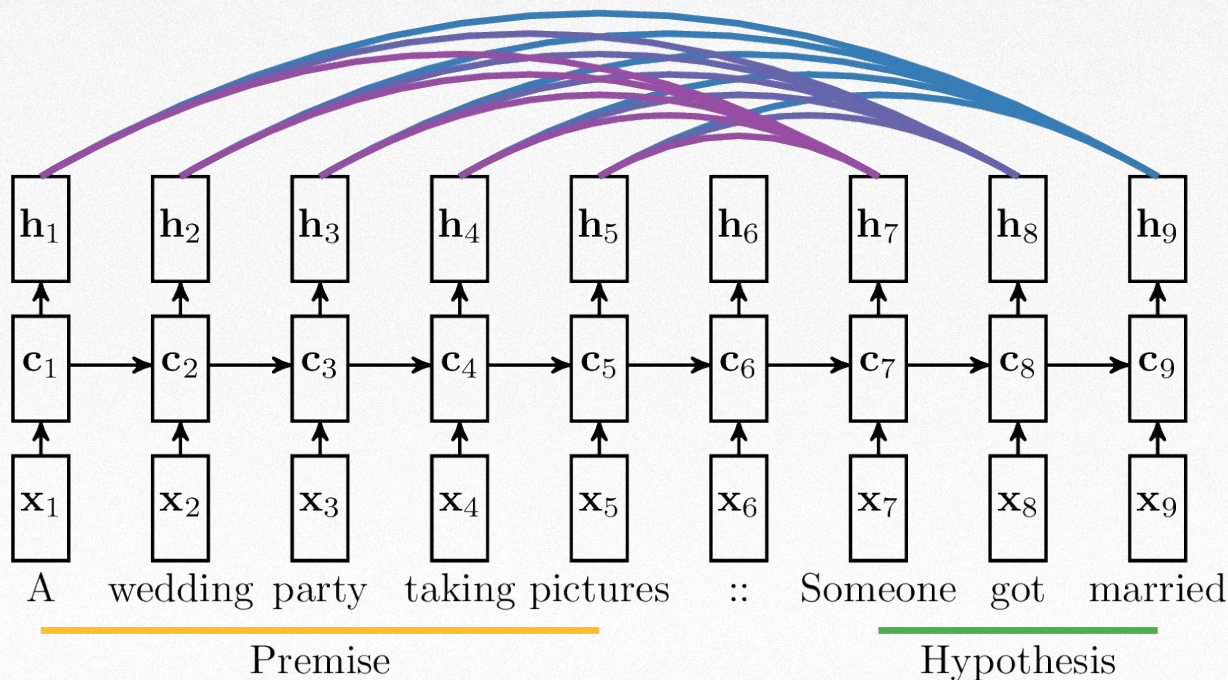 h₁ h₂ h₃ h₄ h₅ h₆ h₇ h₈ h₉
c₁ c₂ c₃ c₄ c₅ c₆ c₇ c₈ c₉
x₁ x₂ x₃ x₄ x₅ x₆ x₇ x₈ x₉
A wedding party taking pictures :: Someone got married
Premise Hypothesis